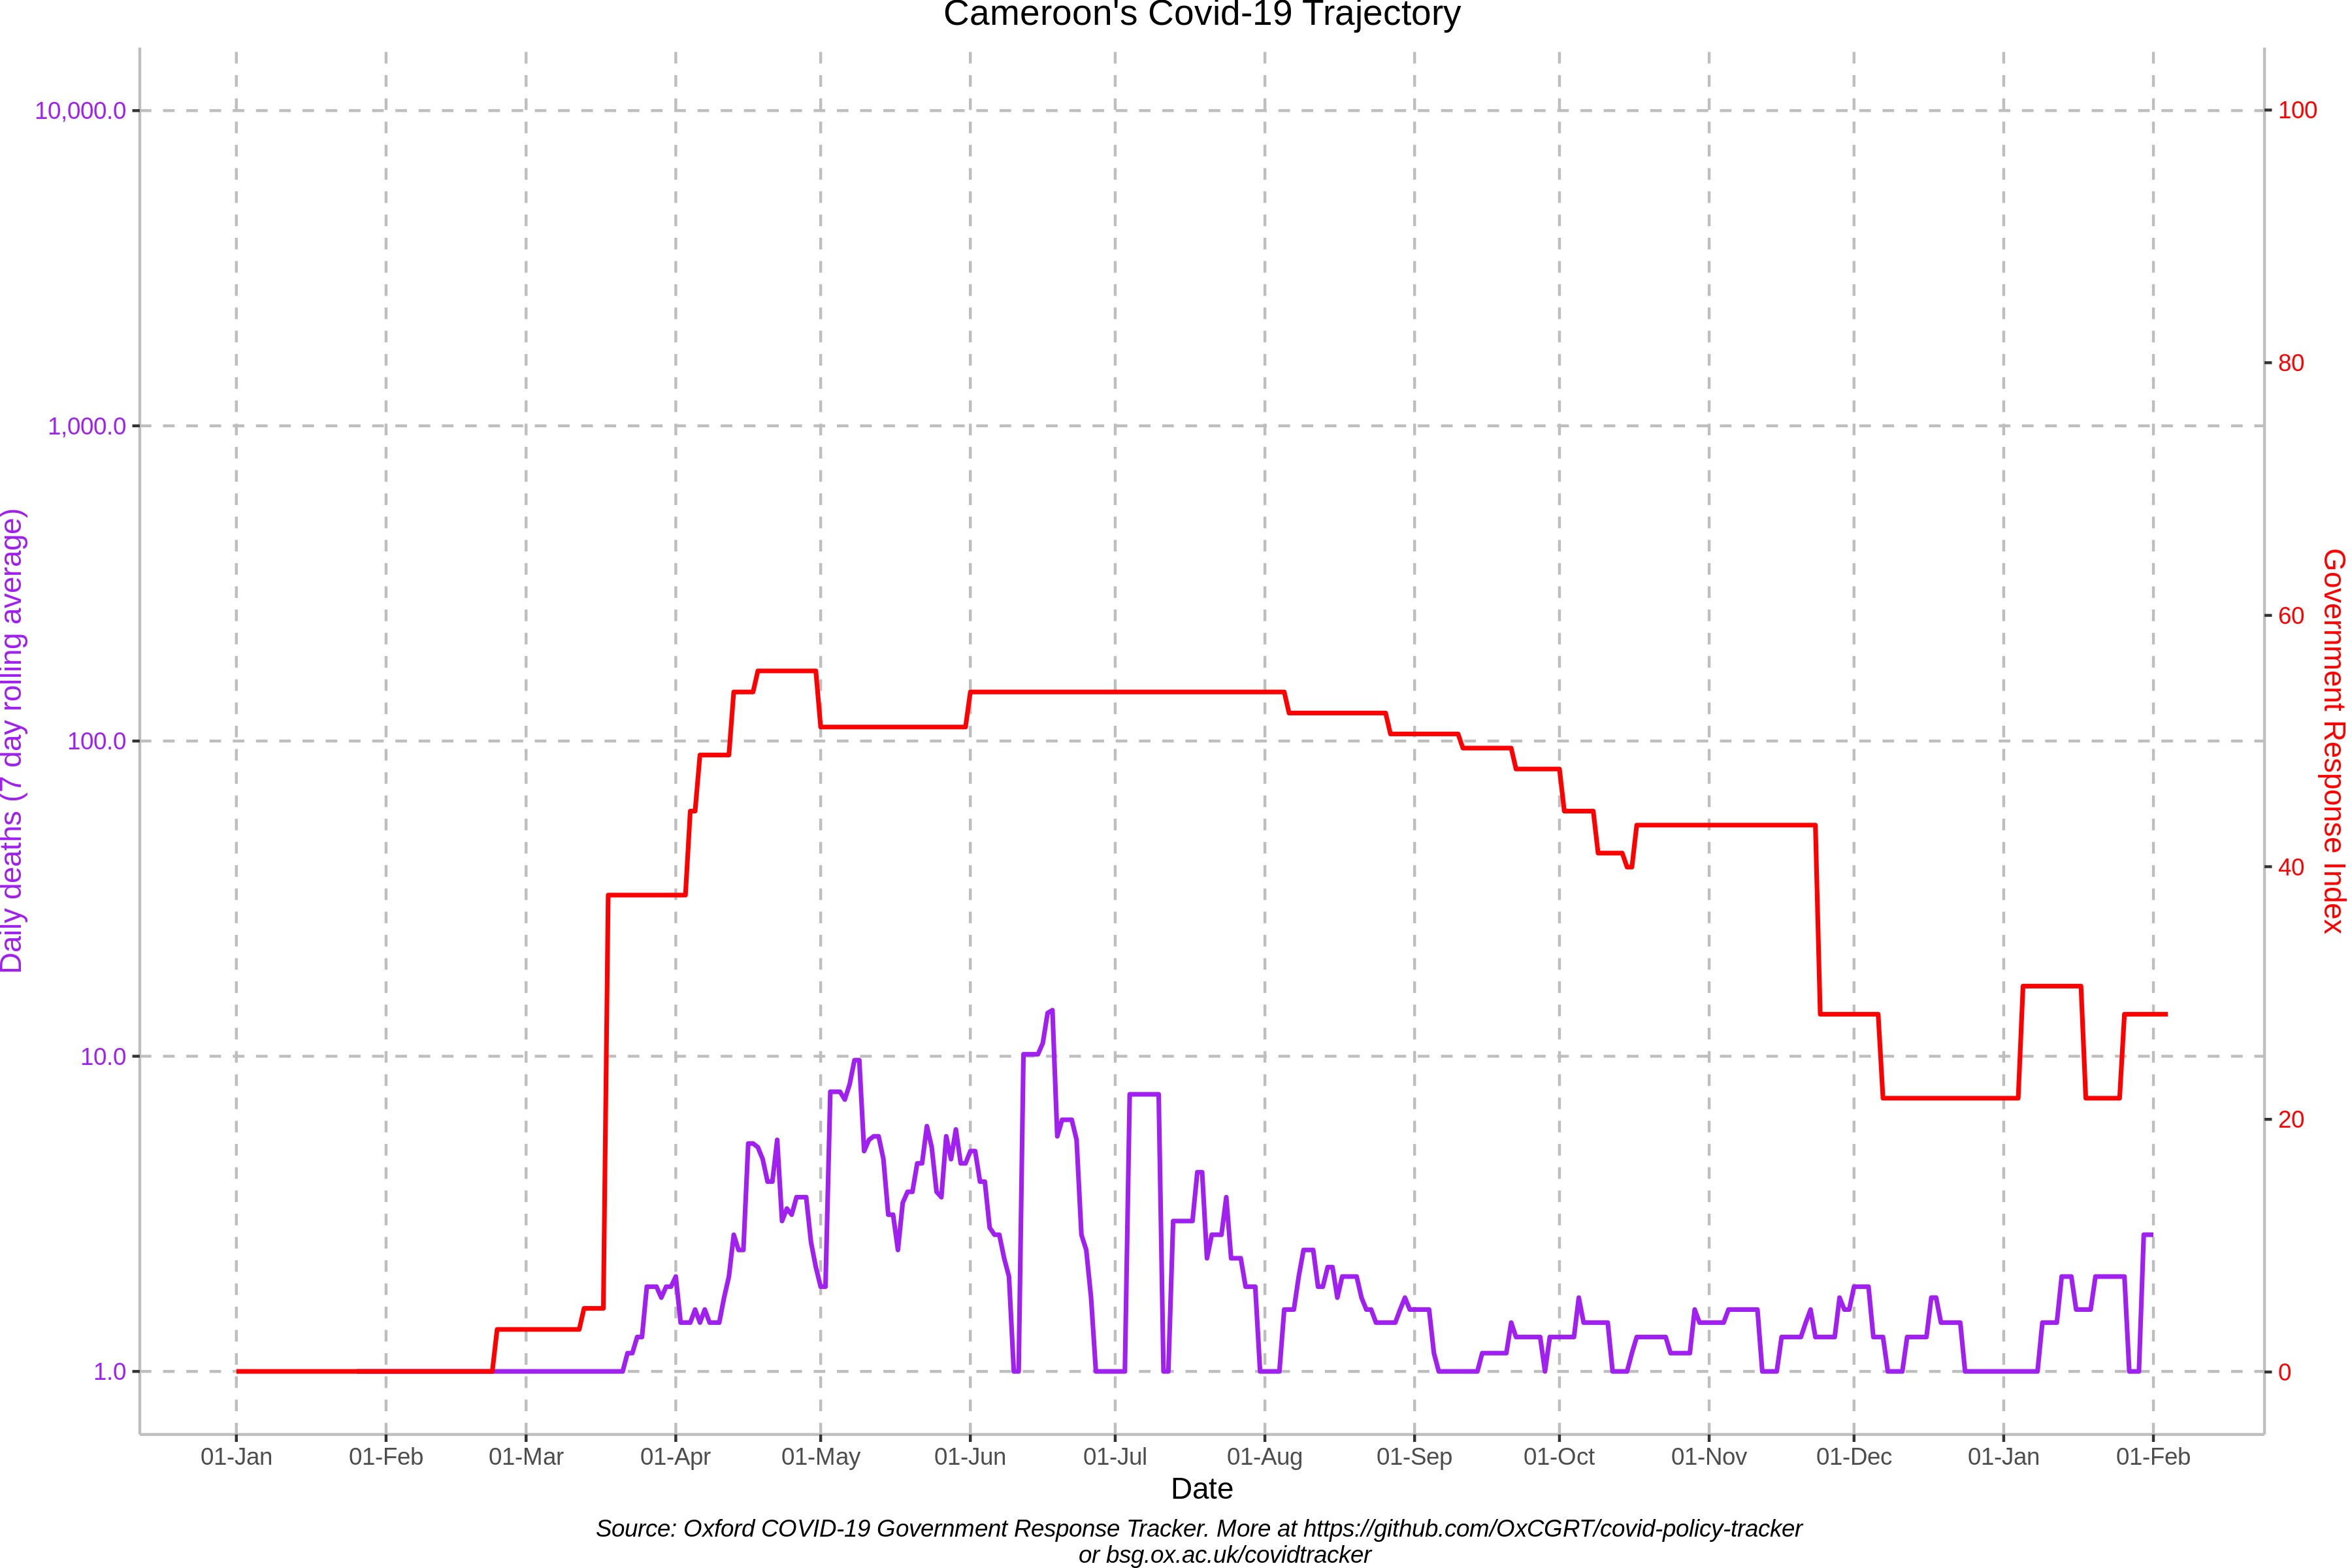 Cameroon's Covid-19 Trajectory
10,000.0
1,000.0
100.0
10.0
1.0
Daily deaths (7 day rolling average)
100
80
60
40
20
0
Government Response Index
01-Jan
01-Feb
01-Mar
01-Apr
01-May
01-Jun
01-Jul
01-Aug
01-Sep
01-Oct
01-Nov
01-Dec
01-Jan
01-Feb
Date
Source: Oxford COVID-19 Government Response Tracker. More at https://github.com/OxCGRT/covid-policy-tracker
or bsg.ox.ac.uk/covidtracker